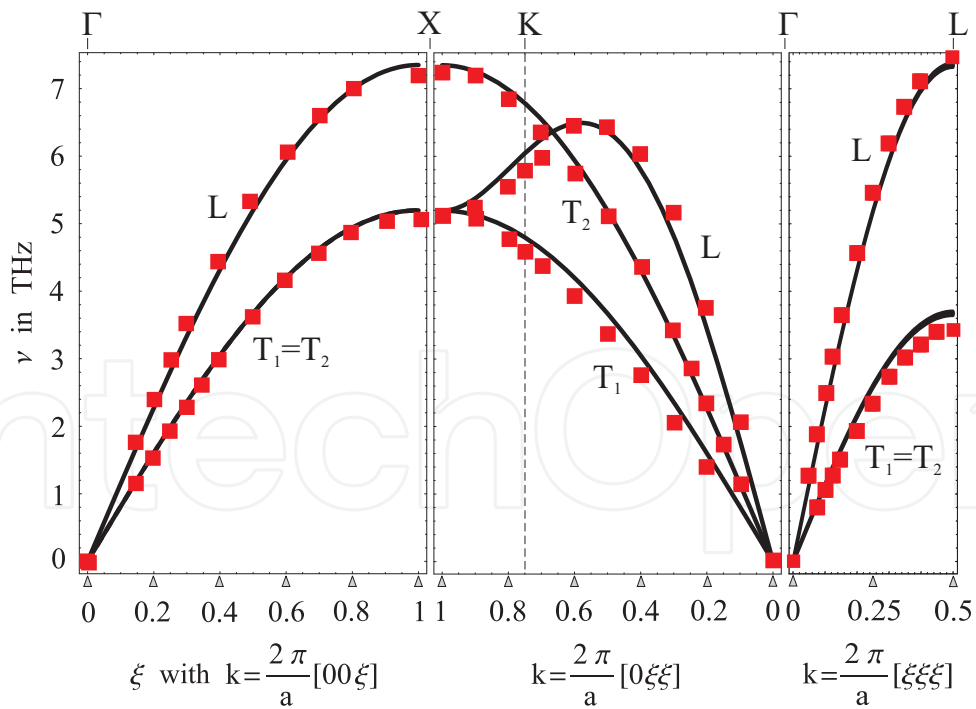 Γ X K Γ L
7
6
5
4
3
2
1
0
ν in THz
L
T₁=T₂
T₂
L
T₁
L
T₁=T₂
ntechOpe
0 0.2 0.4 0.6 0.8 1
1 0.8 0.6 0.4 0.2 0
0 0.25 0.5
ξ with k=2π/a[00ξ]
k=2π/a[0ξξ]
k=2π/a[ξξξ]